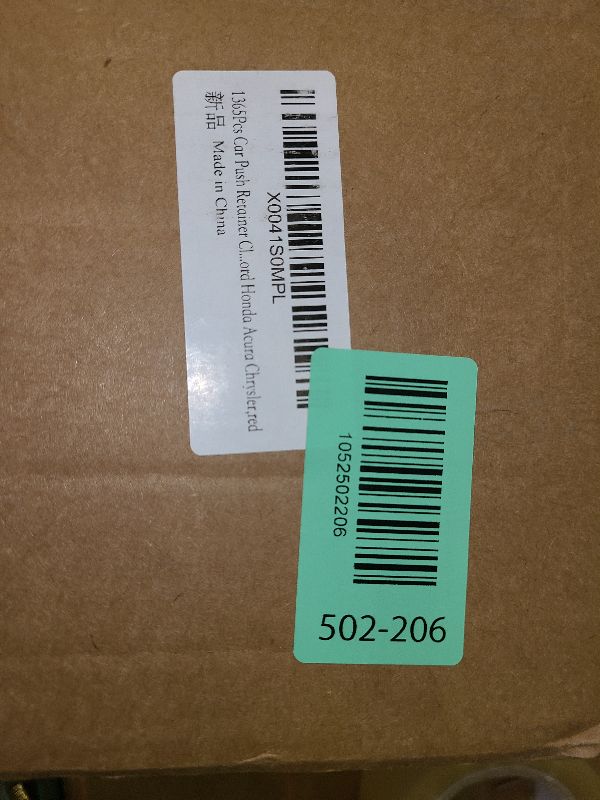 X0041S0MPL
1365Pcs Car Push Retainer Cl...ord Honda Acura Chrysler,red
新品 Made in China
1052502206
502-206